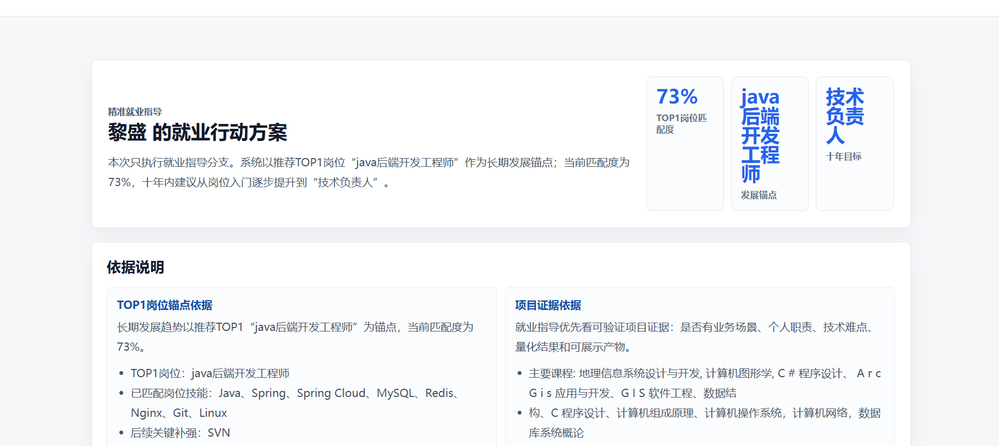 精准就业指导
黎盛 的就业行动方案
本次只执行就业指导分支。系统以推荐TOP1岗位“java后端开发工程师”作为长期发展锚点；当前匹配度为
73%，十年内建议从岗位入门逐步提升到“技术负责人”。
73%
TOP1岗位匹
配度
java
后端
开发
工程
师
发展锚点
技术
负责
人
十年目标
依据说明
TOP1岗位锚点依据
长期发展趋势以推荐TOP1“java后端开发工程师”为锚点，当前匹配度为
73%。
TOP1岗位：java后端开发工程师
已匹配岗位技能：Java、Spring、Spring Cloud、MySQL、Redis、
Nginx、Git、Linux
后续关键补强：SVN
项目证据依据
就业指导优先看可验证项目证据：是否有业务场景、个人职责、技术难点、
量化结果和可展示产物。
主要课程: 地理信息系统设计与开发, 计算机图形学, C # 程序设计、 A r c
G i s 应用与开发、G I S 软件工程、数据结
构、C 程序设计、计算机组成原理、计算机操作系统，计算机网络，数据
库系统概论